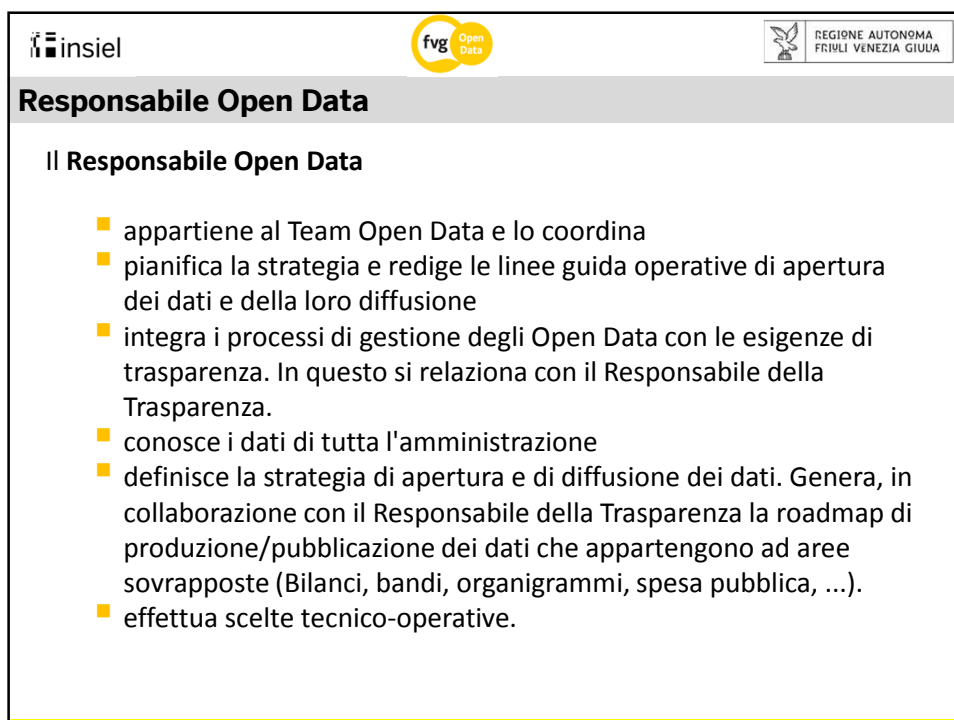 insiel
fvg Open
Data
REGIONE AUTONOMA
FRIULI VENEZIA GIULIA
Responsabile Open Data
Il Responsabile Open Data
appartiene al Team Open Data e lo coordina
pianifica la strategia e redige le linee guida operative di apertura
dei dati e della loro diffusione
integra i processi di gestione degli Open Data con le esigenze di
trasparenza. In questo si relaziona con il Responsabile della
Trasparenza.
conosce i dati di tutta l'amministrazione
definisce la strategia di apertura e di diffusione dei dati. Genera, in
collaborazione con il Responsabile della Trasparenza la roadmap di
produzione/pubblicazione dei dati che appartengono ad aree
sovrapposte (Bilanci, bandi, organigrammi, spesa pubblica, ...).
effettua scelte tecnico-operative.